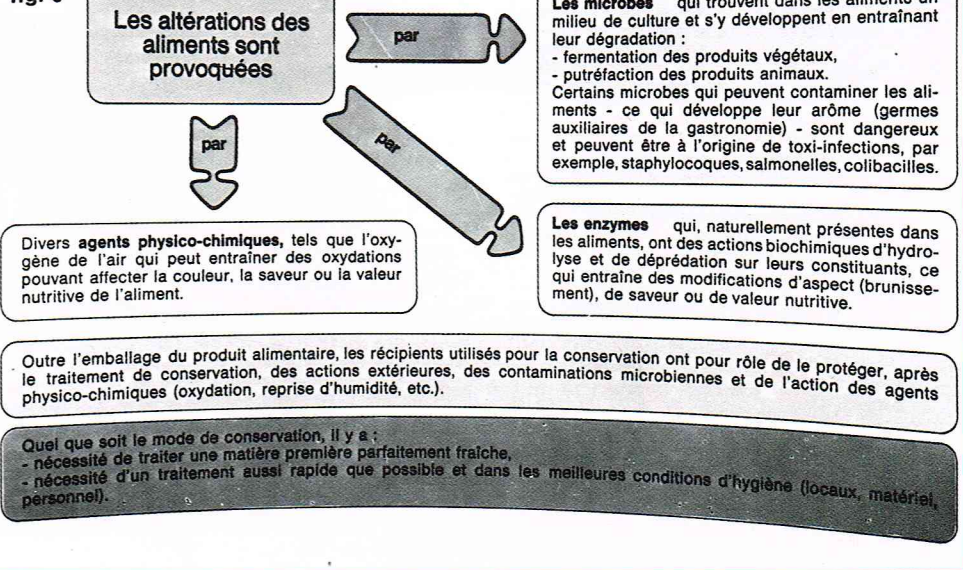 Les altérations des
aliments sont
provoquées
par
par
par
Les microbes qui trouvent dans les aliments un
milieu de culture et s'y développent en entraînant
leur dégradation :
- fermentation des produits végétaux,
- putréfaction des produits animaux.
Certains microbes qui peuvent contaminer les ali-
ments - ce qui développe leur arôme (germes
auxiliaires de la gastronomie) - sont dangereux
et peuvent être à l'origine de toxi-infections, par
exemple, staphylocoques, salmonelles, colibacilles.
Divers agents physico-chimiques, tels que l'oxy-
gène de l'air qui peut entraîner des oxydations
pouvant affecter la couleur, la saveur ou la valeur
nutritive de l'aliment.
Les enzymes qui, naturellement présentes dans
les aliments, ont des actions biochimiques d'hydro-
lyse et de déprédation sur leurs constituants, ce
qui entraîne des modifications d'aspect (brunisse-
ment), de saveur ou de valeur nutritive.
Outre l'emballage du produit alimentaire, les récipients utilisés pour la conservation ont pour rôle de le protéger, après
le traitement de conservation, des actions extérieures, des contaminations microbiennes et de l'action des agents
physico-chimiques (oxydation, reprise d'humidité, etc.).
Quel que soit le mode de conservation, il y a :
- nécessité de traiter une matière première parfaitement fraîche,
- nécessité d'un traitement aussi rapide que possible et dans les meilleures conditions d'hygiène (locaux, matériel,
personnel).